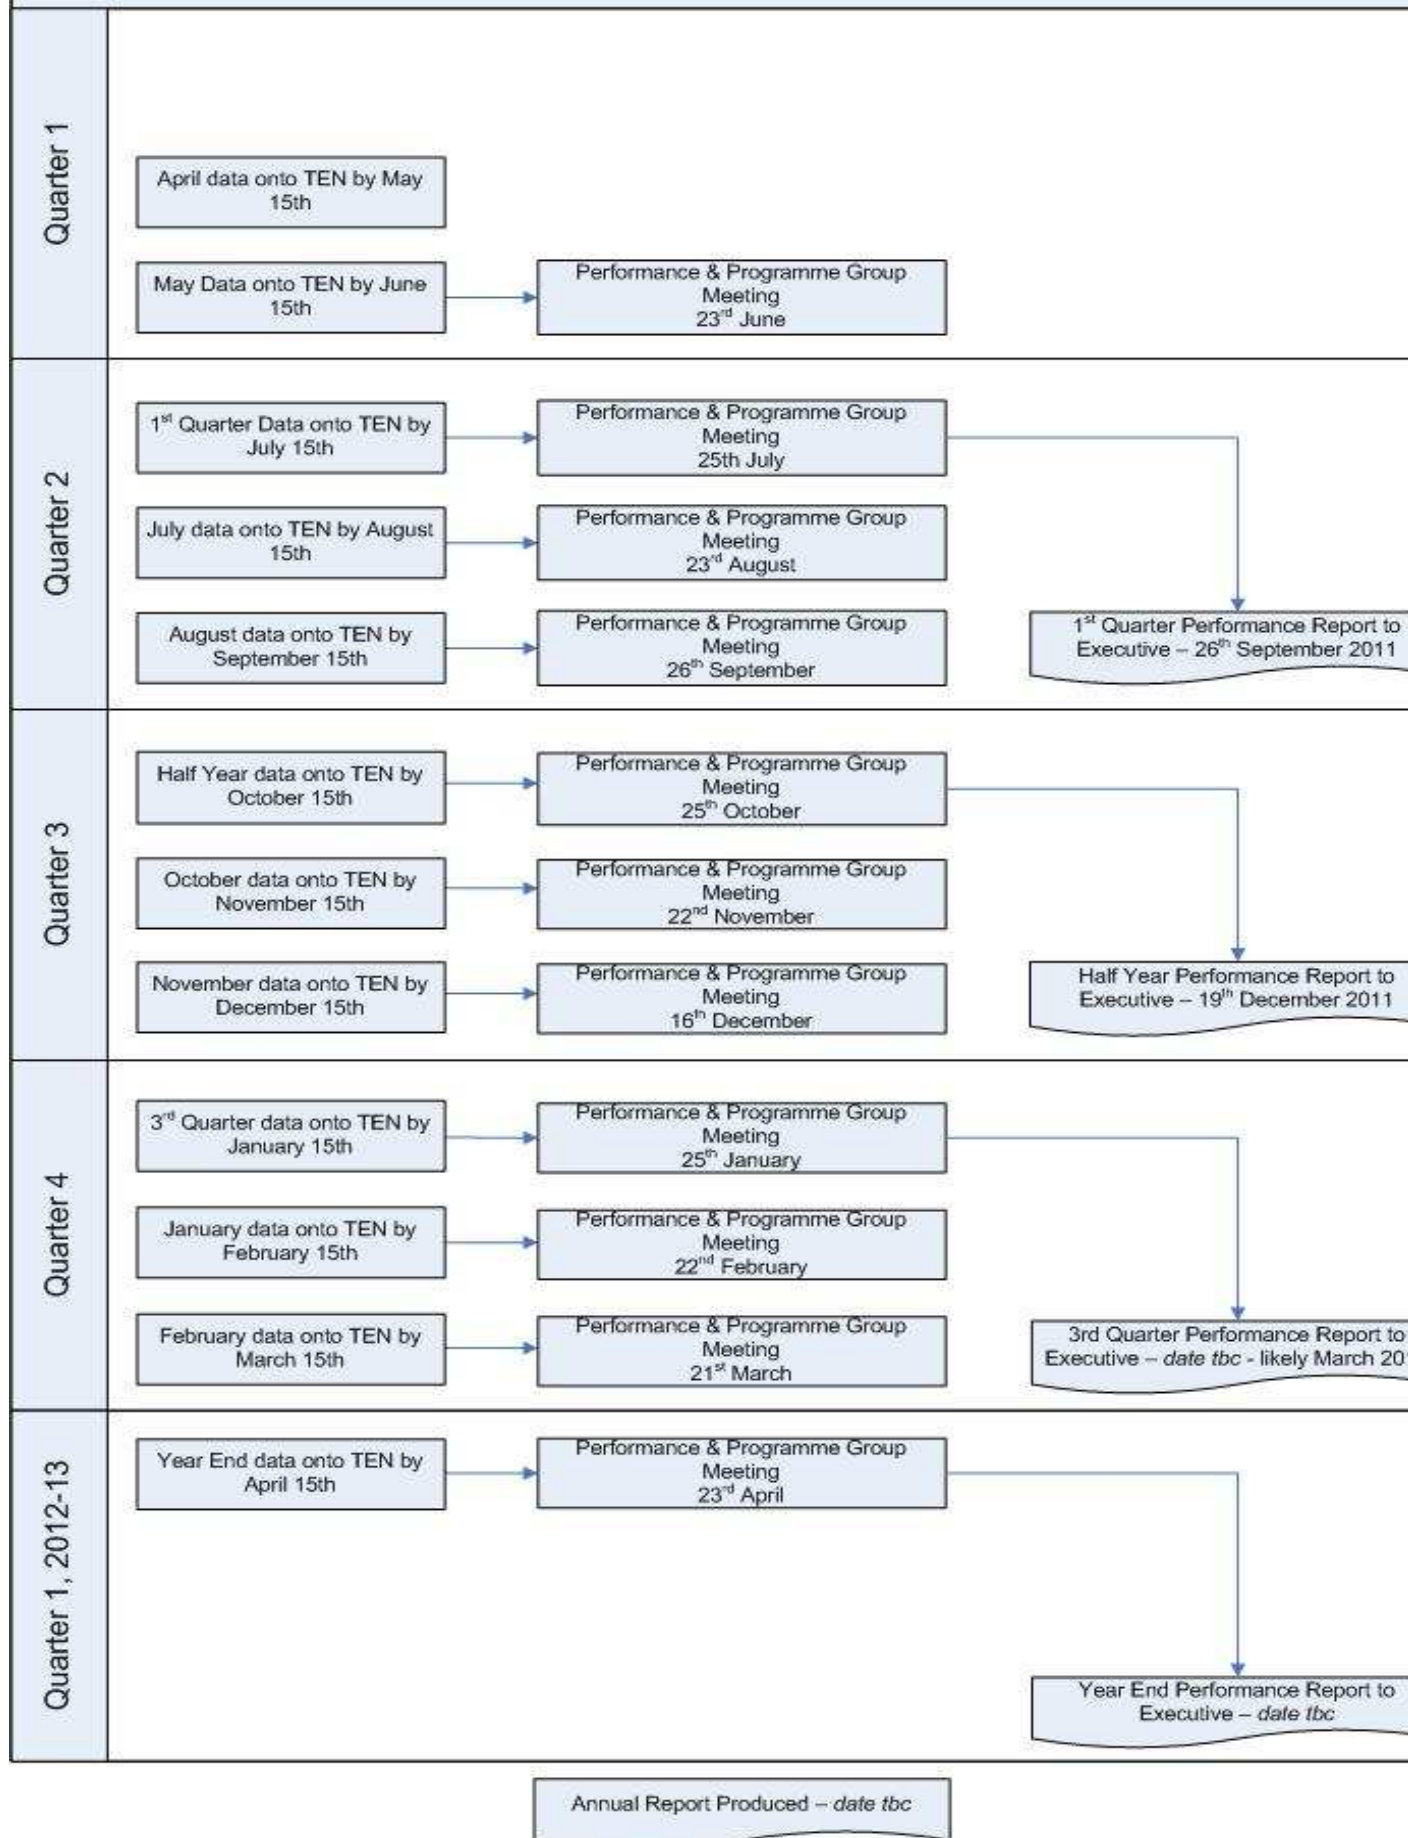 Quarter 1
April data onto TEN by May
15th
May Data onto TEN by June
15th
Performance & Programme Group
Meeting
23rd June
Quarter 2
1st Quarter Data onto TEN by
July 15th
Performance & Programme Group
Meeting
25th July
July data onto TEN by August
15th
Performance & Programme Group
Meeting
23rd August
August data onto TEN by
September 15th
Performance & Programme Group
Meeting
26th September
1st Quarter Performance Report to
Executive – 26th September 2011
Quarter 3
Half Year data onto TEN by
October 15th
Performance & Programme Group
Meeting
25th October
October data onto TEN by
November 15th
Performance & Programme Group
Meeting
22nd November
November data onto TEN by
December 15th
Performance & Programme Group
Meeting
16th December
Half Year Performance Report to
Executive – 19th December 2011
Quarter 4
3rd Quarter data onto TEN by
January 15th
Performance & Programme Group
Meeting
25th January
January data onto TEN by
February 15th
Performance & Programme Group
Meeting
22nd February
February data onto TEN by
March 15th
Performance & Programme Group
Meeting
21st March
3rd Quarter Performance Report to
Executive – date tbc - likely March
Quarter 1, 2012-13
Year End data onto TEN by
April 15th
Performance & Programme Group
Meeting
23rd April
Year End Performance Report to
Executive – date tbc
Annual Report Produced – date tbc